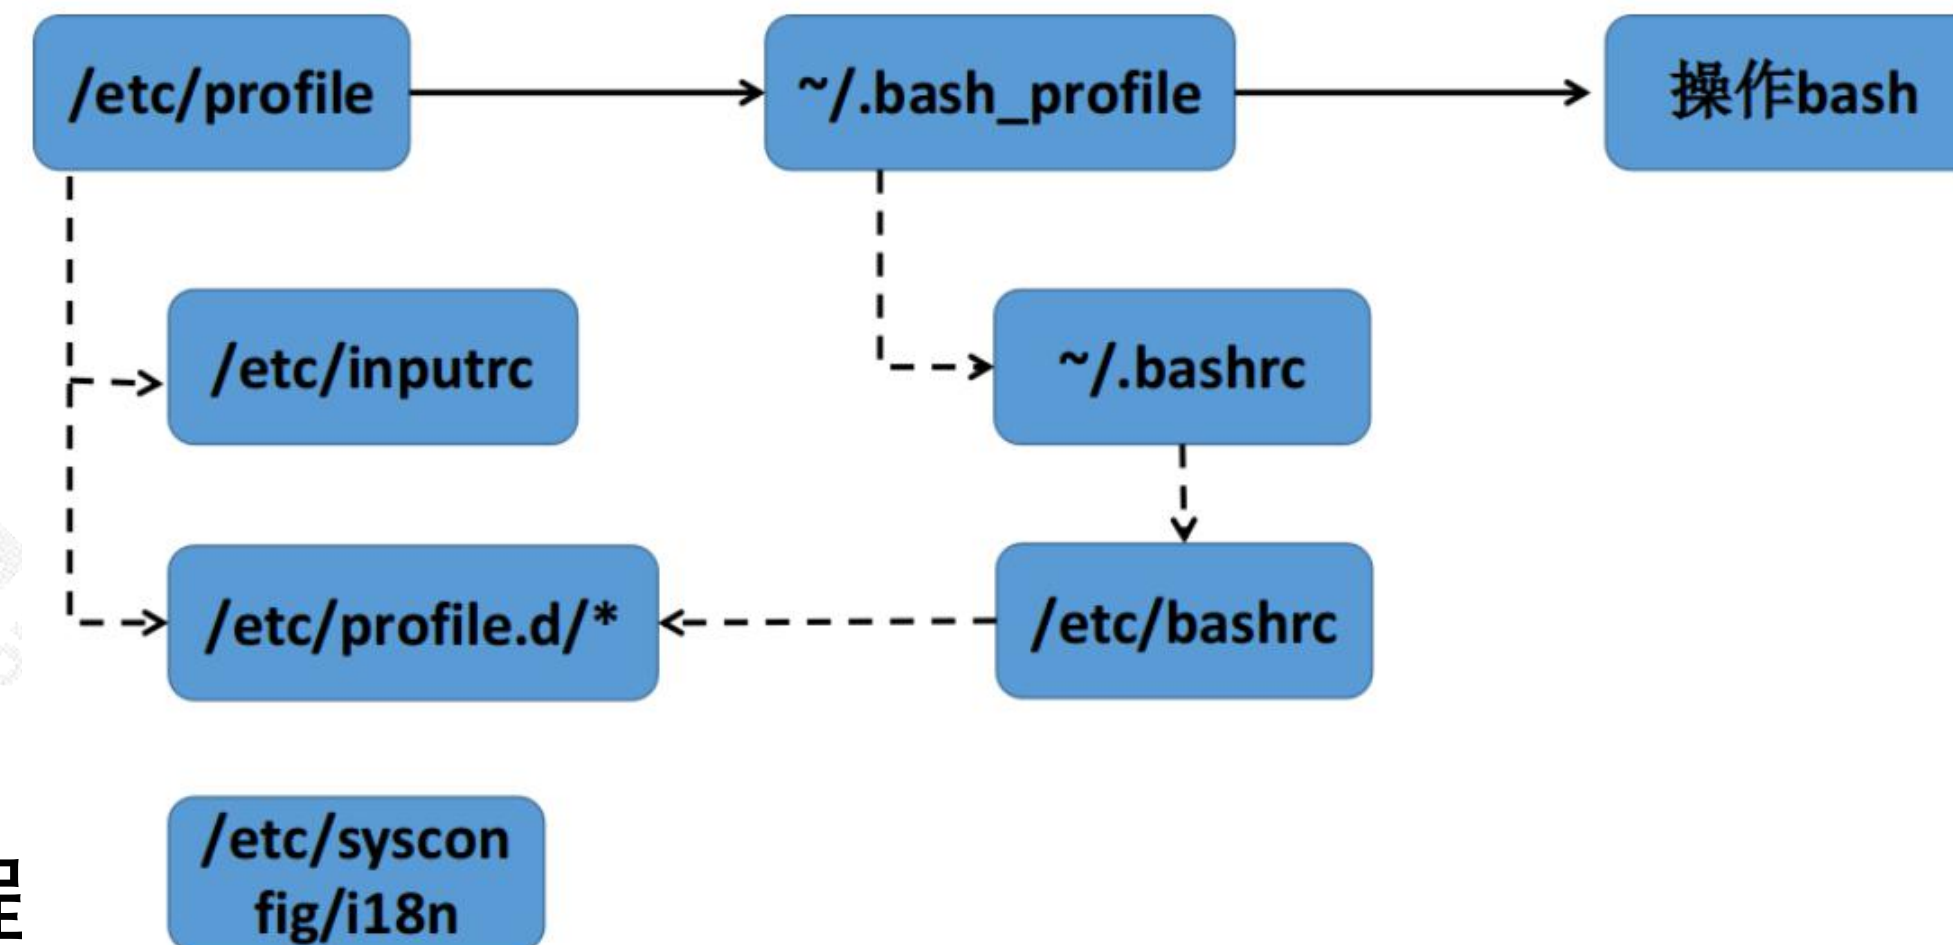 /etc/profile
~/.bash_profile
操作bash
/etc/inputrc
~/.bashrc
/etc/profile.d/*
/etc/bashrc
/etc/syscon
fig/i18n